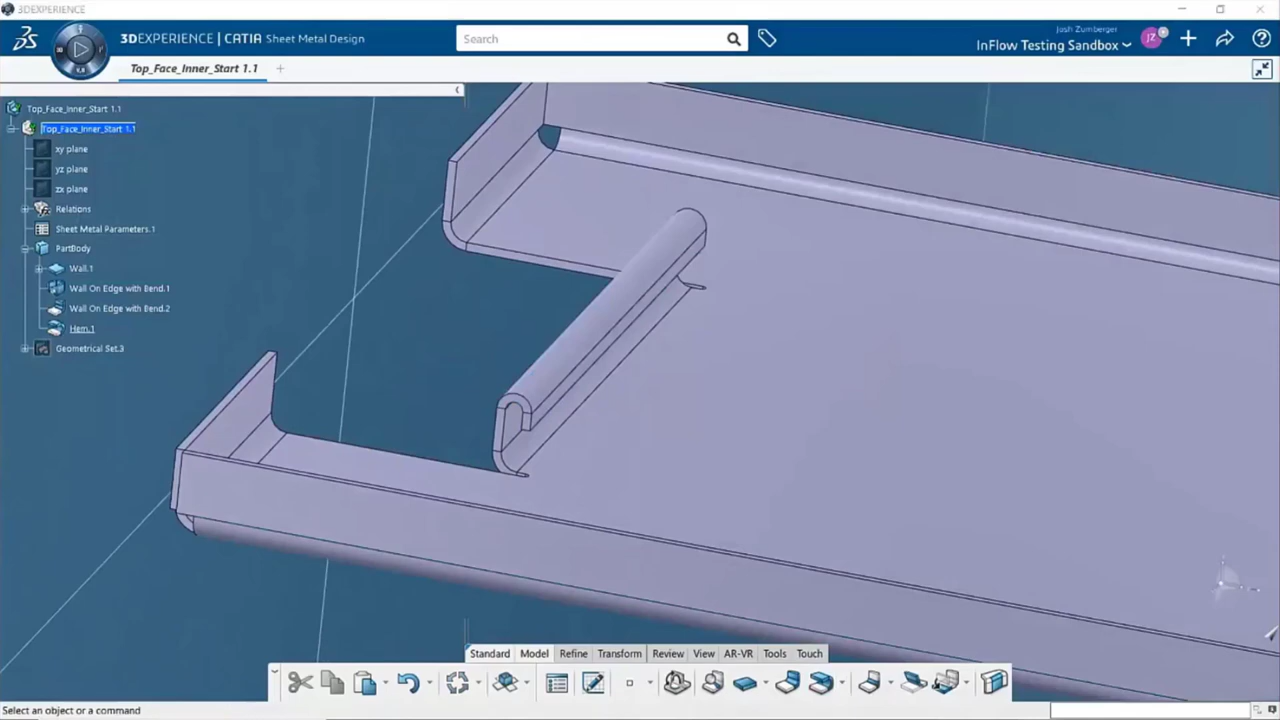 3DEXPERIENCE
3DEXPERIENCE | CATIA Sheet Metal Design
Search
Josh Zumberger
InFlow Testing Sandbox
JZ
Top_Face_Inner_Start 1.1
Top_Face_Inner_Start 1.1
Top_Face_Inner_Start 1.1
xy plane
yz plane
zx plane
Relations
Sheet Metal Parameters.1
PartBody
Wall.1
Wall On Edge with Bend.1
Wall On Edge with Bend.2
Hem.1
Geometrical Set.3
Standard Model Refine Transform Review View AR-VR Tools Touch
Select an object or a command